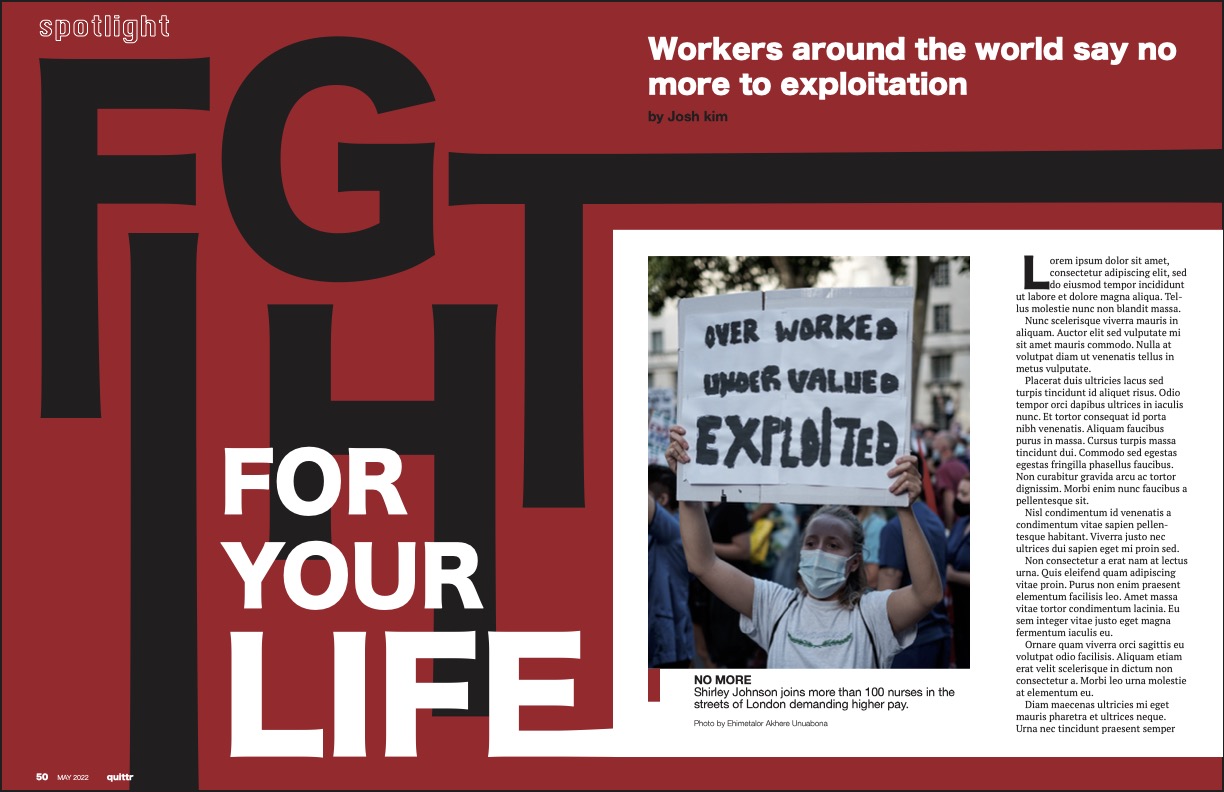 spotlight
FIGHT
FOR
YOUR
LIFE
Workers around the world say no
more to exploitation
by Josh kim
OVER WORKED
UNDER VALUED
EXPLOITED
NO MORE
Shirley Johnson joins more than 100 nurses in the
streets of London demanding higher pay.
Photo by Ehimetalor Akhere Unuabona
Lorem ipsum dolor sit amet,
consectetur adipiscing elit, sed
do eiusmod tempor incididunt
ut labore et dolore magna aliqua. Tel-
lus molestie nunc non blandit massa.
Nunc scelerisque viverra mauris in
aliquam. Auctor elit sed vulputate mi
sit amet mauris commodo. Nulla at
volutpat diam ut venenatis tellus in
metus vulputate.
Placerat duis ultricies lacus sed
turpis tincidunt id aliquet risus. Odio
tempor orci dapibus ultrices in iaculis
nunc. Et tortor consequat id porta
nibh venenatis. Aliquam faucibus
purus in massa. Cursus turpis massa
tincidunt dui. Commodo sed egestas
egestas fringilla phasellus faucibus.
Non curabitur gravida arcu ac tortor
dignissim. Morbi enim nunc faucibus a
pellentesque sit.
Nisl condimentum id venenatis a
condimentum vitae sapien pellen-
tesque habitant. Viverra justo nec
ultrices dui sapien eget mi proin sed.
Non consectetur a erat nam at lectus
urna. Quis eleifend quam adipiscing
vitae proin. Purus non enim praesent
elementum facilisis leo. Amet massa
vitae tortor condimentum lacinia. Eu
sem integer vitae justo eget magna
fermentum iaculis eu.
Ornare quam viverra orci sagittis eu
volutpat odio facilisis. Aliquam etiam
erat velit scelerisque in dictum non
consectetur a. Morbi leo urna molestie
at elementum eu.
Diam maecenas ultricies mi eget
mauris pharetra et ultrices neque.
Urna nec tincidunt praesent semper
50 MAY 2022 quittr